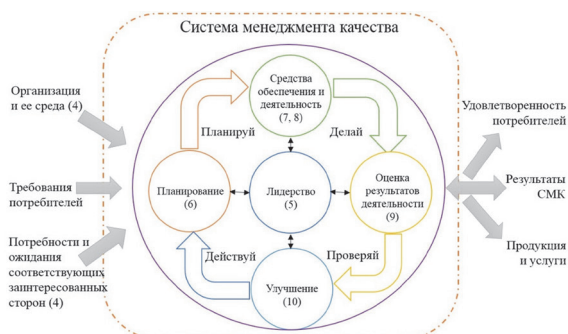 Система менеджмента качества
Организация
и ее среда (4)
Требования
потребителей
Потребности и
ожидания
соответствующих
заинтересованных
сторон (4)
Средства
обеспечения и
деятельность
(7, 8)
Планируй
Делай
Планирование
(6)
Лидерство
(5)
Оценка
результатов
деятельности
(9)
Действуй
Проверяй
Улучшение
(10)
Удовлетворенность
потребителей
Результаты
СМК
Продукция
и услуги